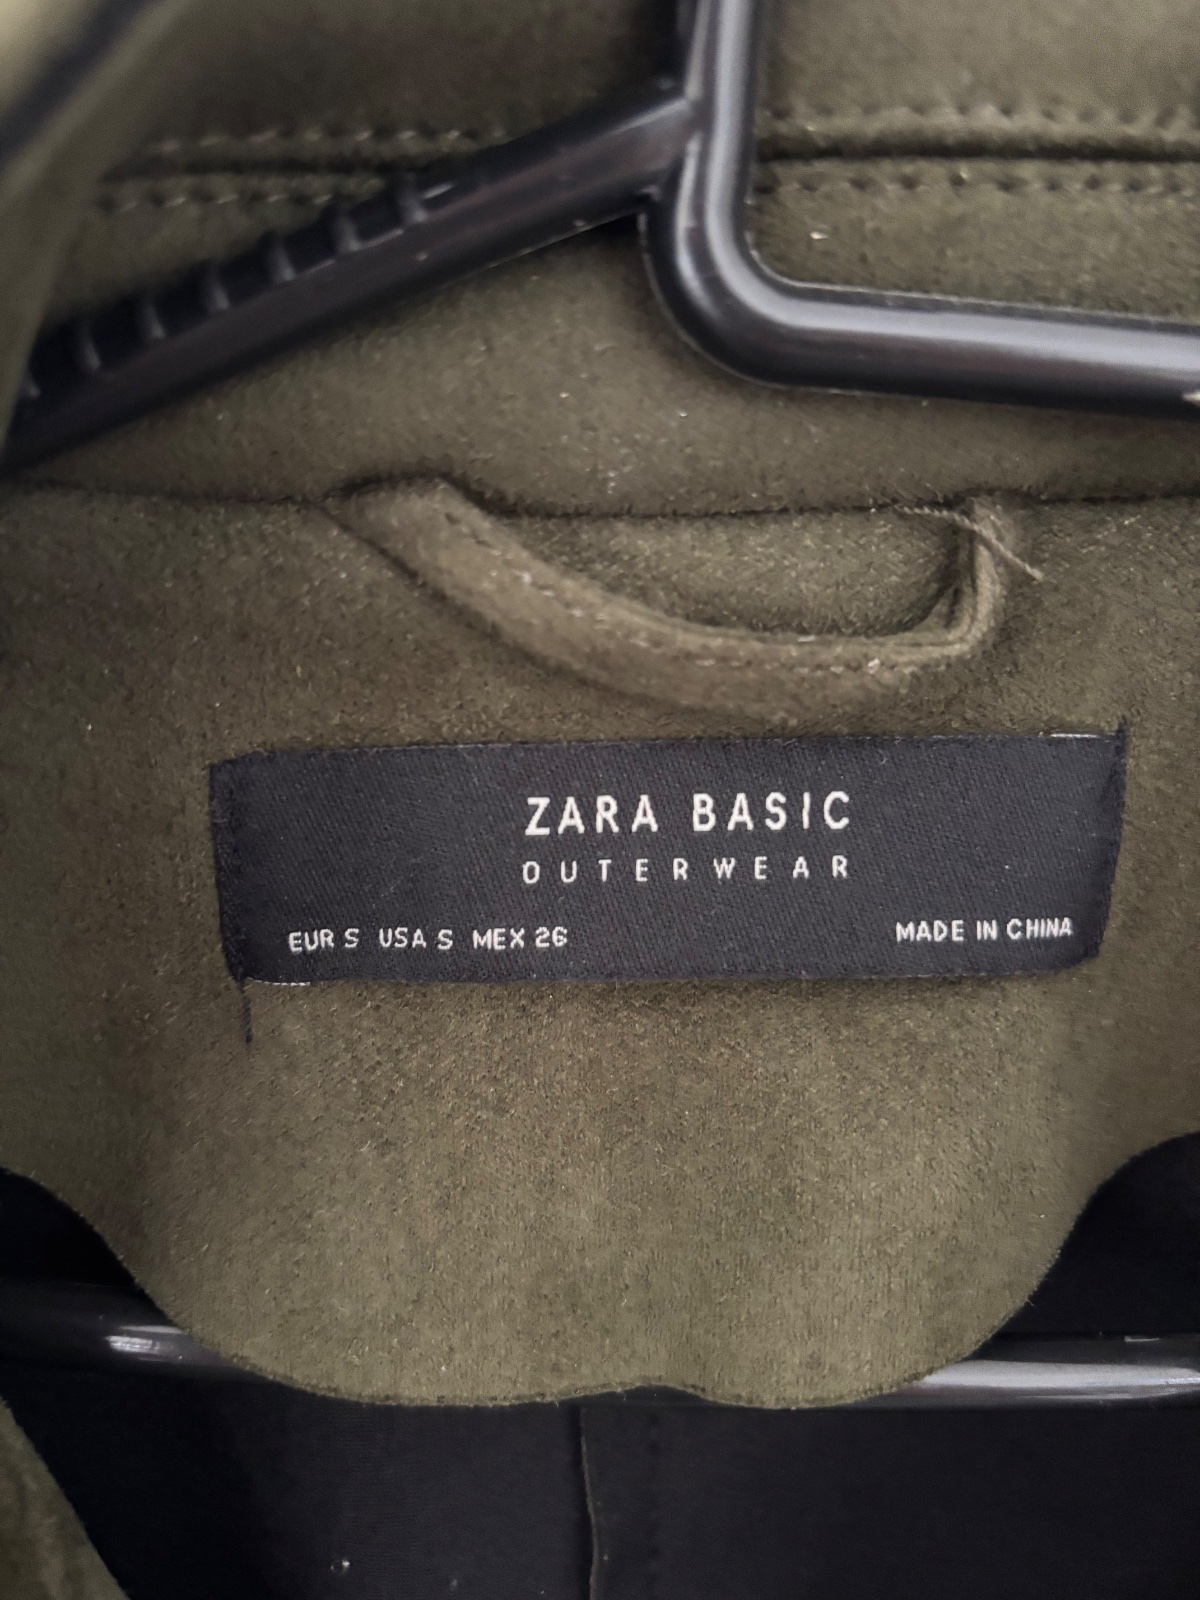 ZARA BASIC
OUTERWEAR
EUR S USA S MEX 26 MADE IN CHINA